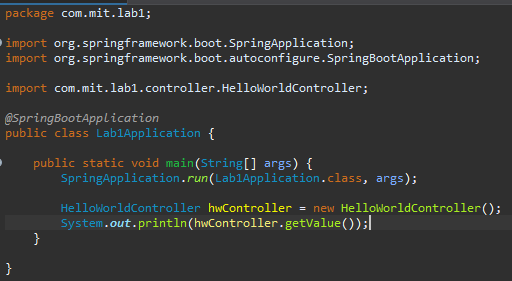 package com.mit.lab1;
import org.springframework.boot.SpringApplication;
import org.springframework.boot.autoconfigure.SpringBootApplication;
import com.mit.lab1.controller.HelloWorldController;
@SpringBootApplication
public class Lab1Application {
public static void main(String[] args) {
SpringApplication.run(Lab1Application.class, args);
HelloWorldController hwController = new HelloWorldController();
System.out.println(hwController.getValue());
}
}